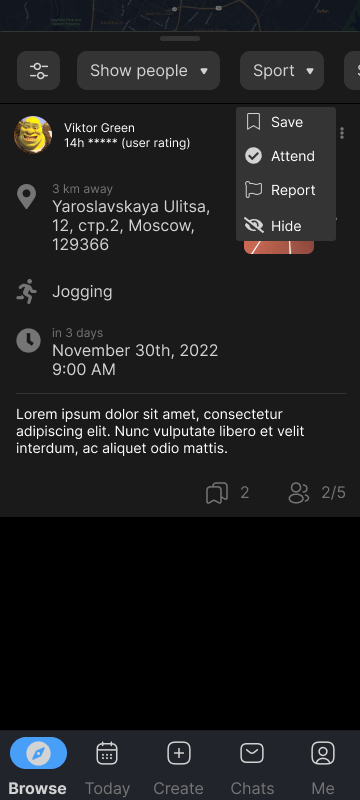 Show people
Sport
Viktor Green
14h ***** (user rating)
Save
Attend
Report
Hide
3 km away
Yaroslavskaya Ulitsa,
12, стр.2, Moscow,
129366
Jogging
in 3 days
November 30th, 2022
9:00 AM
Lorem ipsum dolor sit amet, consectetur
adipiscing elit. Nunc vulputate libero et velit
interdum, ac aliquet odio mattis.
2
2/5
Browse
Today
Create
Chats
Me